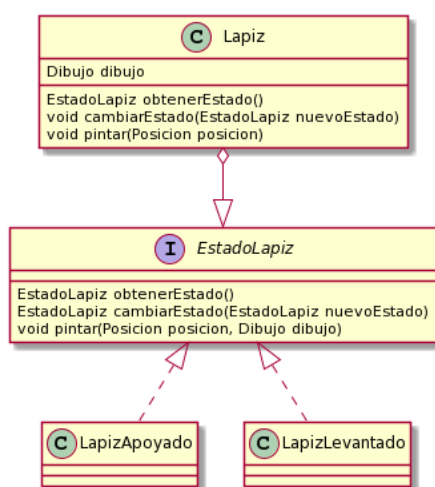 C Lapiz
Dibujo dibujo
EstadoLapiz obtenerEstado()
void cambiarEstado(EstadoLapiz nuevoEstado)
void pintar(Posicion posicion)
I EstadoLapiz
EstadoLapiz obtenerEstado()
EstadoLapiz cambiarEstado(EstadoLapiz nuevoEstado)
void pintar(Posicion posicion, Dibujo dibujo)
C LapizApoyado
C LapizLevantado